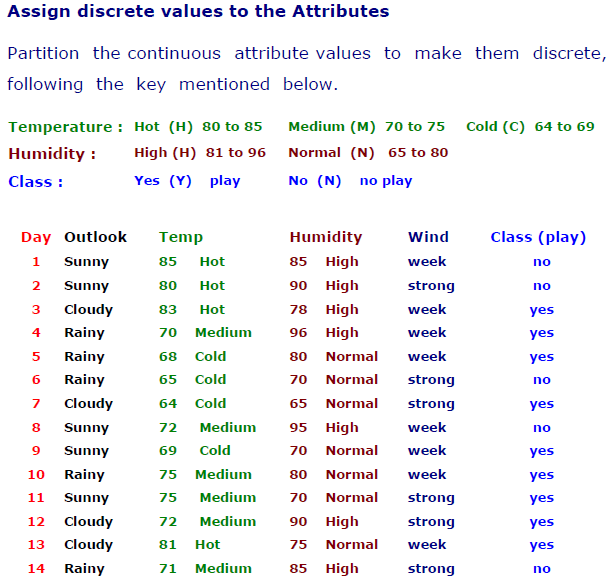 Assign discrete values to the Attributes
Partition the continuous attribute values to make them discrete,
following the key mentioned below.
Temperature : Hot (H) 80 to 85 Medium (M) 70 to 75 Cold (C) 64 to 69
Humidity : High (H) 81 to 96 Normal (N) 65 to 80
Class : Yes (Y) play No (N) no play
Day Outlook Temp Humidity Wind Class (play)
1 Sunny 85 Hot 85 High week no
2 Sunny 80 Hot 90 High strong no
3 Cloudy 83 Hot 78 High week yes
4 Rainy 70 Medium 96 High week yes
5 Rainy 68 Cold 80 Normal week yes
6 Rainy 65 Cold 70 Normal strong no
7 Cloudy 64 Cold 65 Normal strong yes
8 Sunny 72 Medium 95 High week no
9 Sunny 69 Cold 70 Normal week yes
10 Rainy 75 Medium 80 Normal week yes
11 Sunny 75 Medium 70 Normal strong yes
12 Cloudy 72 Medium 90 High strong yes
13 Cloudy 81 Hot 75 Normal week yes
14 Rainy 71 Medium 85 High strong no